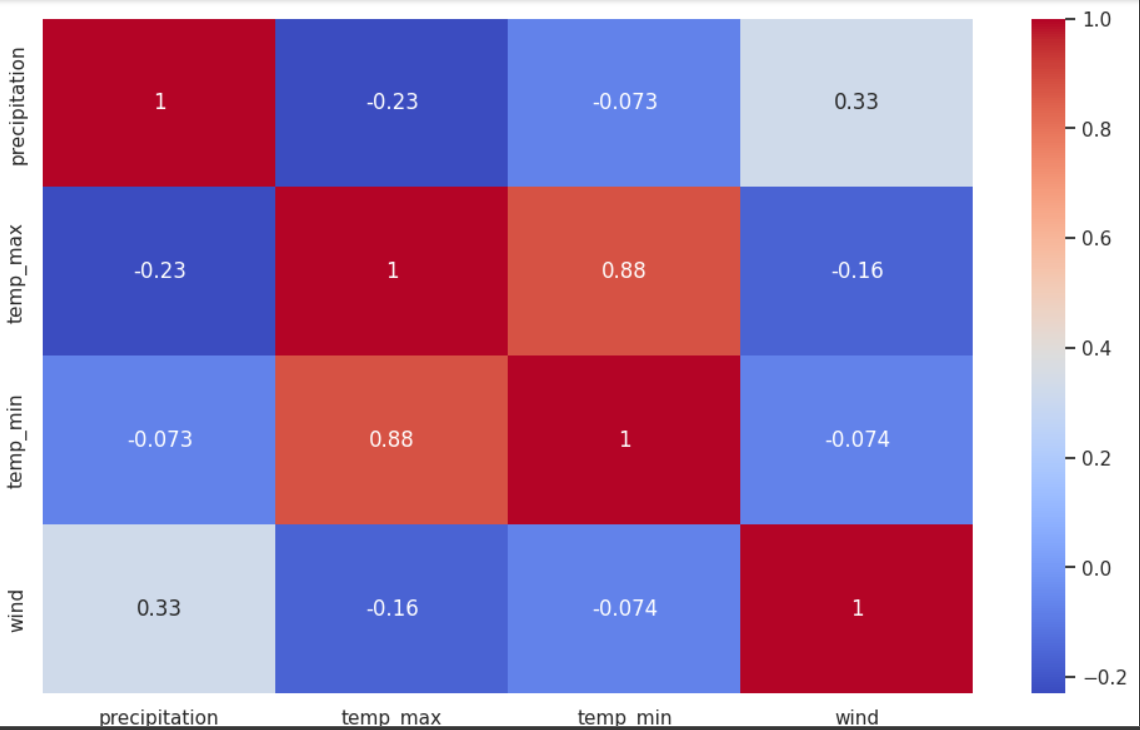 precipitation 1 -0.23 -0.073 0.33
temp_max -0.23 1 0.88 -0.16
temp_min -0.073 0.88 1 -0.074
wind 0.33 -0.16 -0.074 1
precipitation temp_max temp_min wind
1.0
0.8
0.6
0.4
0.2
0.0
−0.2